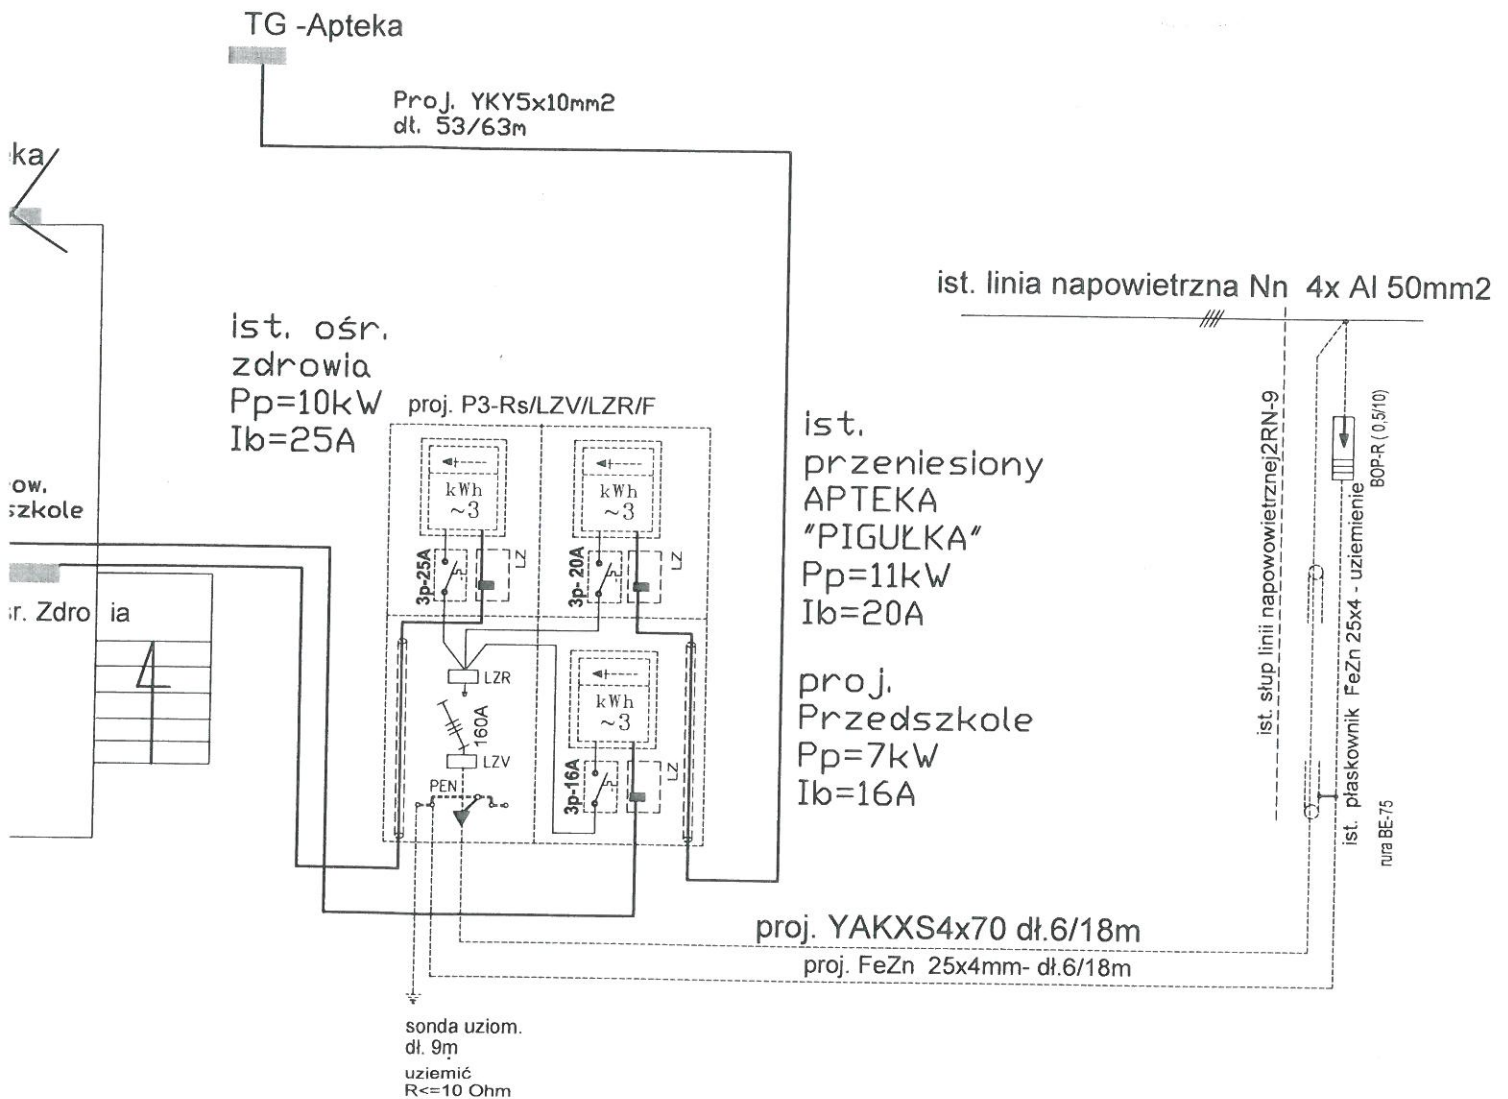 TG -Apteka
Proj. YKY5x10mm2
dł. 53/63m
ka
ist. linia napowietrzna Nn 4x Al 50mm2
ist. ośr.
zdrowia
Pp=10kW
Ib=25A
proj. P3-Rs/LZV/LZR/F
kWh
~3
kWh
~3
3p-25A
LZ
3p- 20A
LZ
ist.
przeniesiony
APTEKA
"PIGUŁKA"
Pp=11kW
Ib=20A
ow.
szkole
śr. Zdro ia
LZR
160A
LZV
PEN
kWh
~3
3p-16A
LZ
proj.
Przedszkole
Pp=7kW
Ib=16A
ist. słup linii napowowietrznej2RN-9
BOP-R ( 0,5/10)
ist. płaskownik FeZn 25x4 - uziemienie
rura BE-75
proj. YAKXS4x70 dł.6/18m
proj. FeZn 25x4mm- dł.6/18m
sonda uziom.
dł. 9m
uziemić
R<=10 Ohm